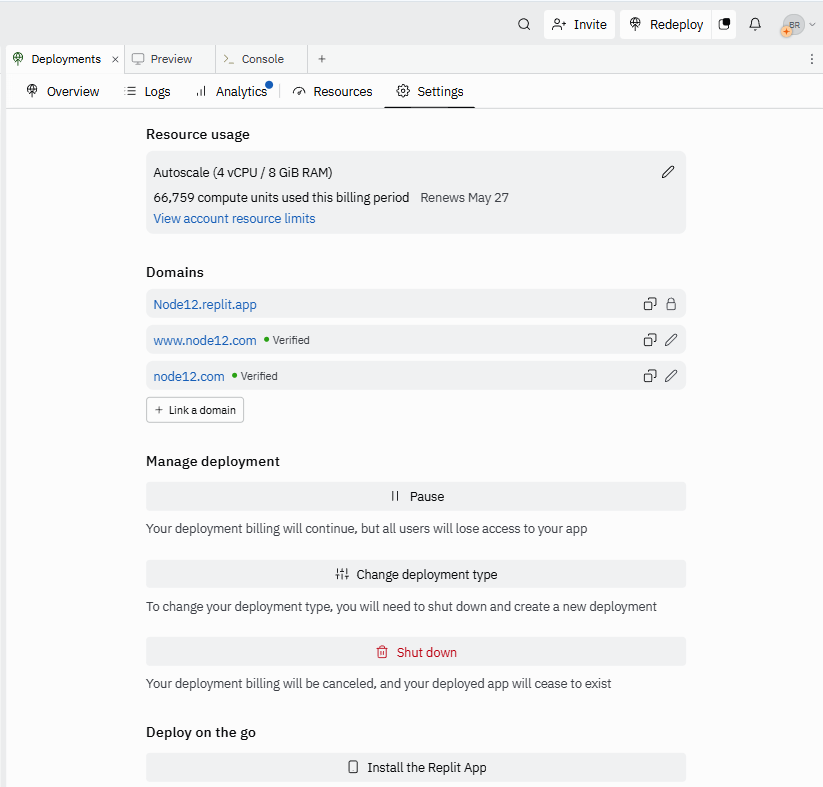 Invite
Redeploy
BR
Deployments
Preview
Console
Overview
Logs
Analytics
Resources
Settings
Resource usage
Autoscale (4 vCPU / 8 GiB RAM)
66,759 compute units used this billing period Renews May 27
View account resource limits
Domains
Node12.replit.app
www.node12.com Verified
node12.com Verified
+ Link a domain
Manage deployment
Pause
Your deployment billing will continue, but all users will lose access to your app
Change deployment type
To change your deployment type, you will need to shut down and create a new deployment
Shut down
Your deployment billing will be canceled, and your deployed app will cease to exist
Deploy on the go
Install the Replit App